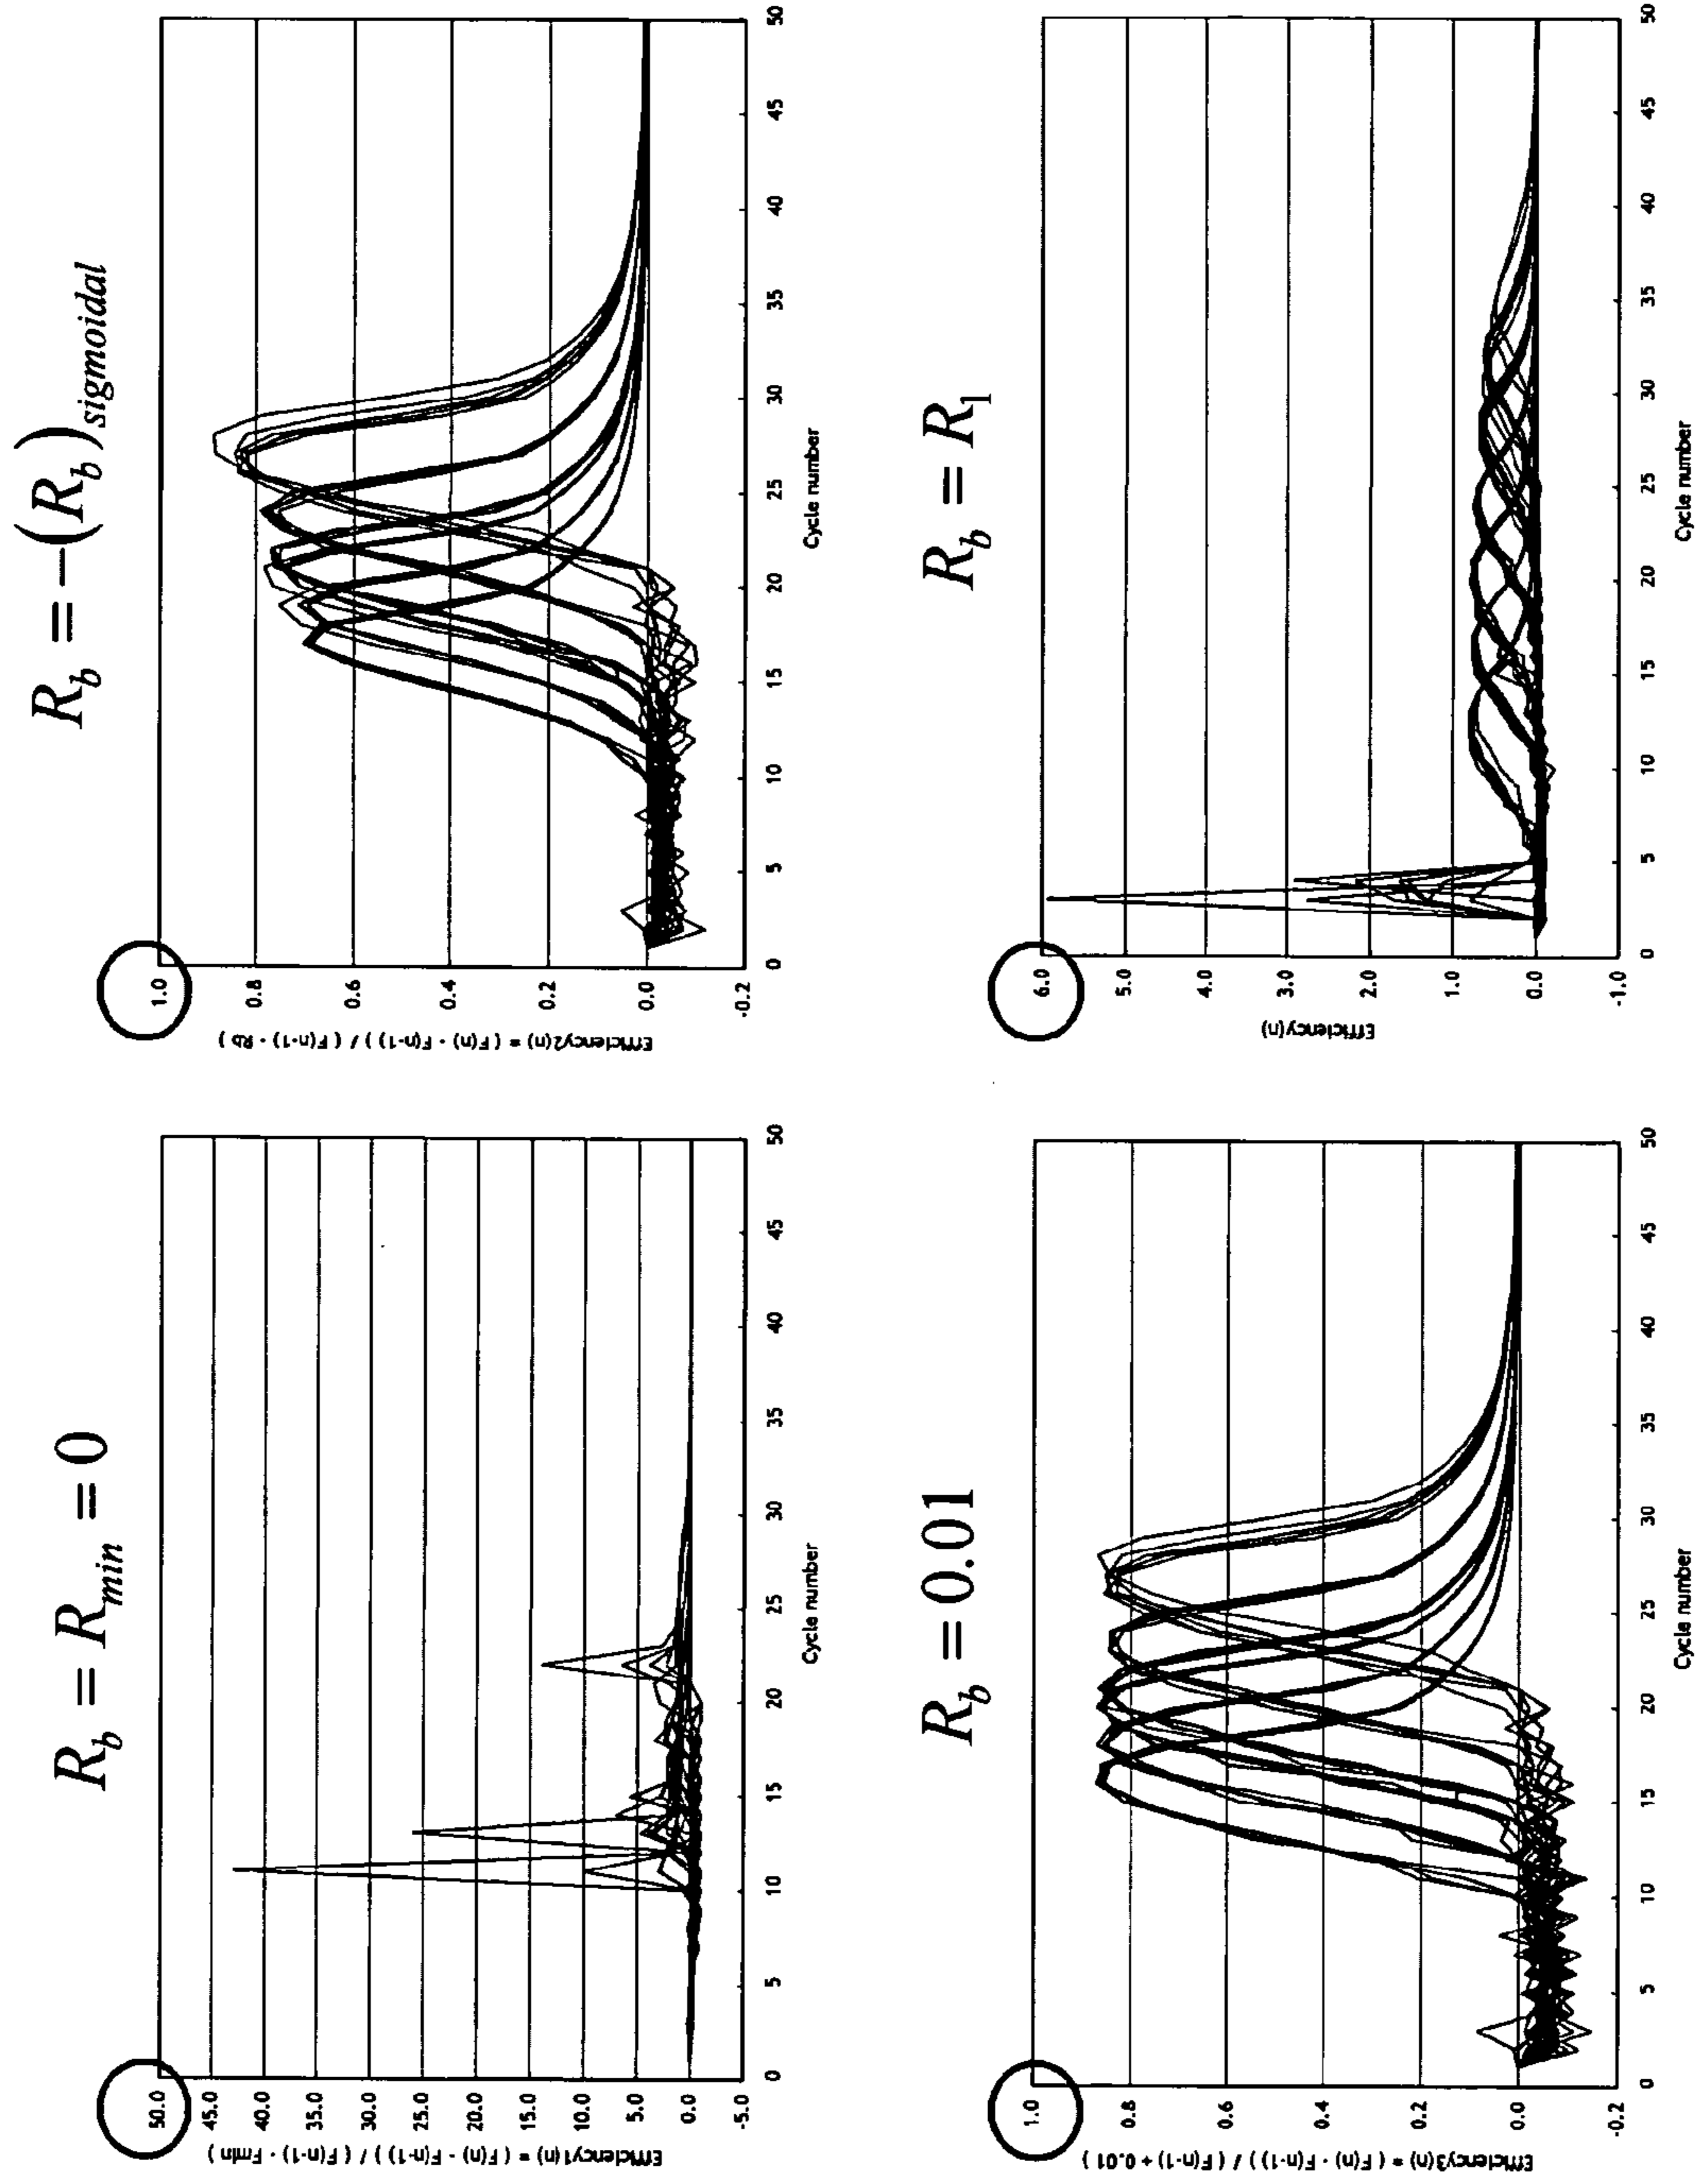 R_b = R_min = 0
Efficiency1(n) = ( F(n) - F(n-1) ) / ( F(n-1) - Fmin )
50.0
45.0
40.0
35.0
30.0
25.0
20.0
15.0
10.0
5.0
0.0
-5.0
0 5 10 15 20 25 30 35 40 45 50
Cycle number
R_b = -(R_b)_sigmoidal
Efficiency2(n) = ( F(n) - F(n-1) ) / ( F(n-1) - Rb )
1.0
0.8
0.6
0.4
0.2
0.0
-0.2
0 5 10 15 20 25 30 35 40 45 50
Cycle number
R_b = 0.01
Efficiency3(n) = ( F(n) - F(n-1) ) / ( F(n-1) + 0.01 )
1.0
0.8
0.6
0.4
0.2
0.0
-0.2
0 5 10 15 20 25 30 35 40 45 50
Cycle number
R_b = R_1
Efficiency(n)
6.0
5.0
4.0
3.0
2.0
1.0
0.0
-1.0
0 5 10 15 20 25 30 35 40 45 50
Cycle number